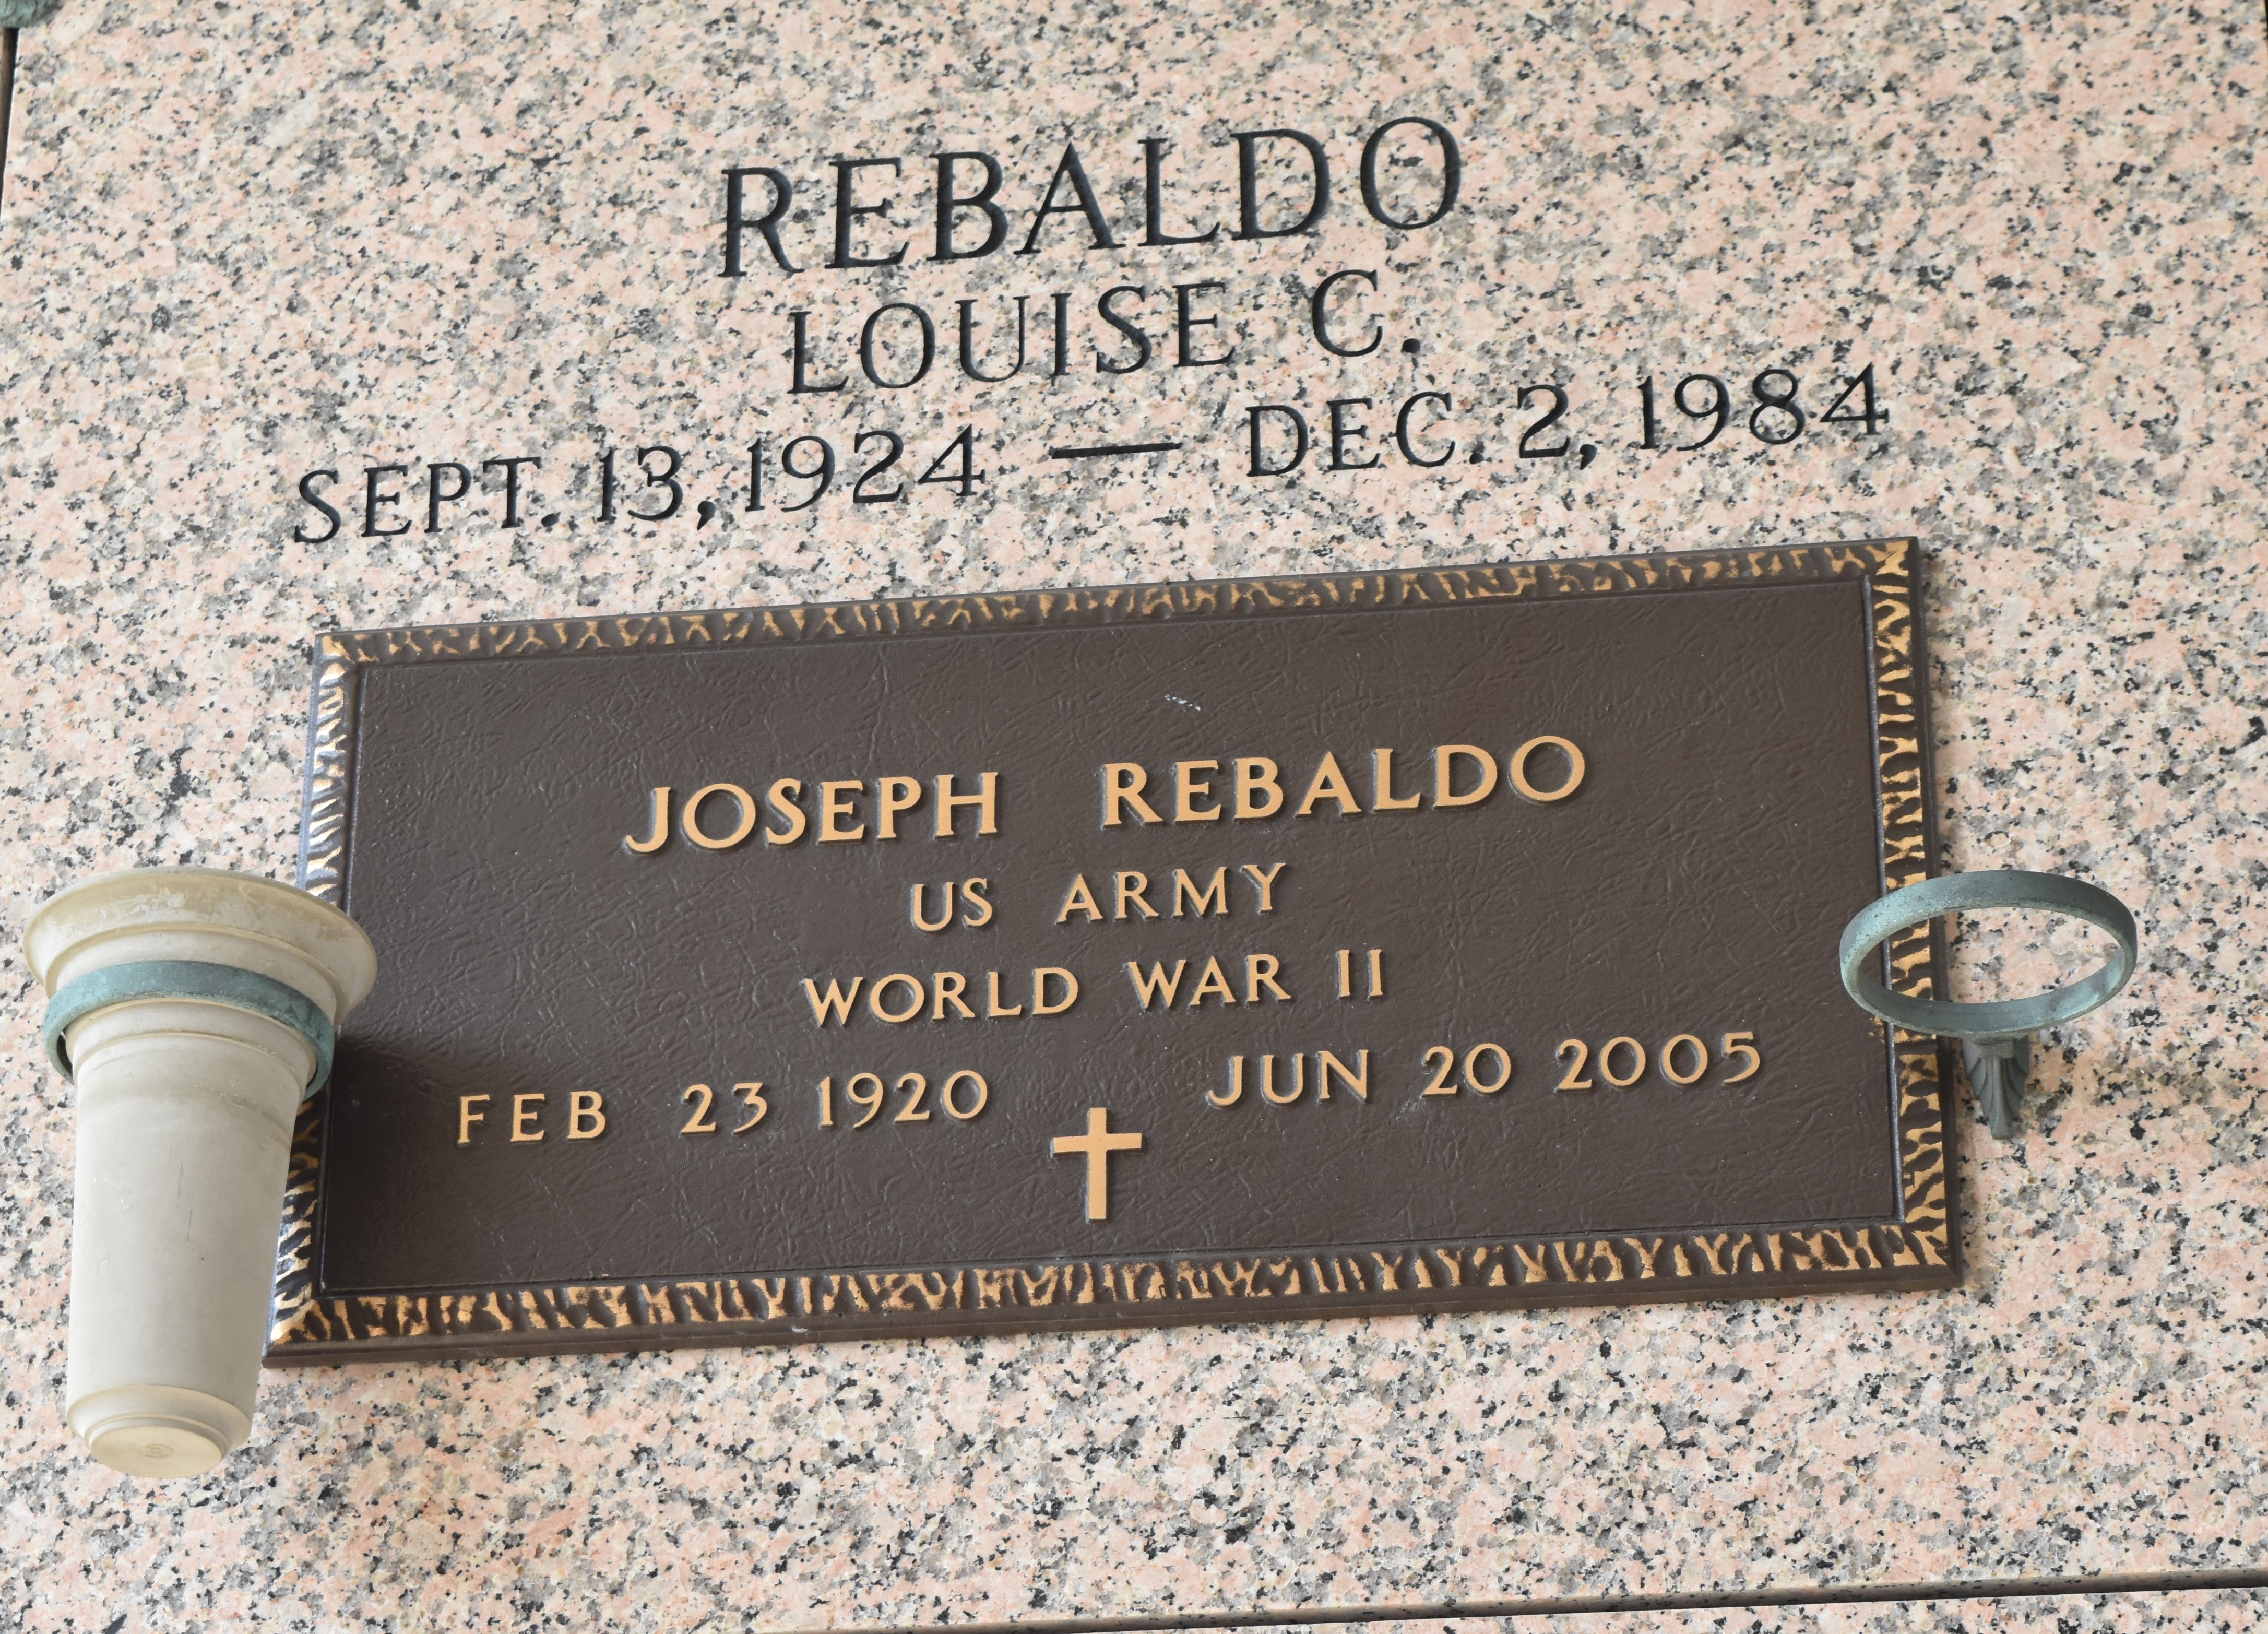 REBALDO
LOUISE C.
SEPT. 13, 1924 — DEC. 2, 1984
JOSEPH REBALDO
US ARMY
WORLD WAR II
FEB 23 1920 JUN 20 2005